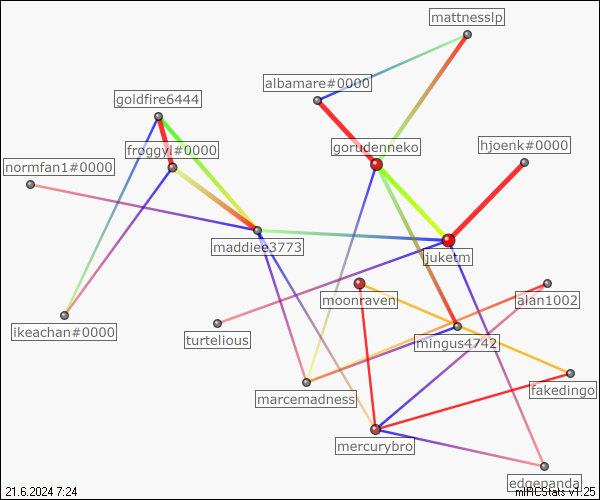 mattnesslp
albamare#0000
goldfire6444
froggyl#0000
gorudenneko
hjoenk#0000
normfan1#0000
maddiee3773
juketm
moonraven
alan1002
ikeachan#0000
turtelious
mingus4742
marcemadness
fakedingo
mercurybro
edgepanda
21.6.2024 7:24
mIRCStats v1.25